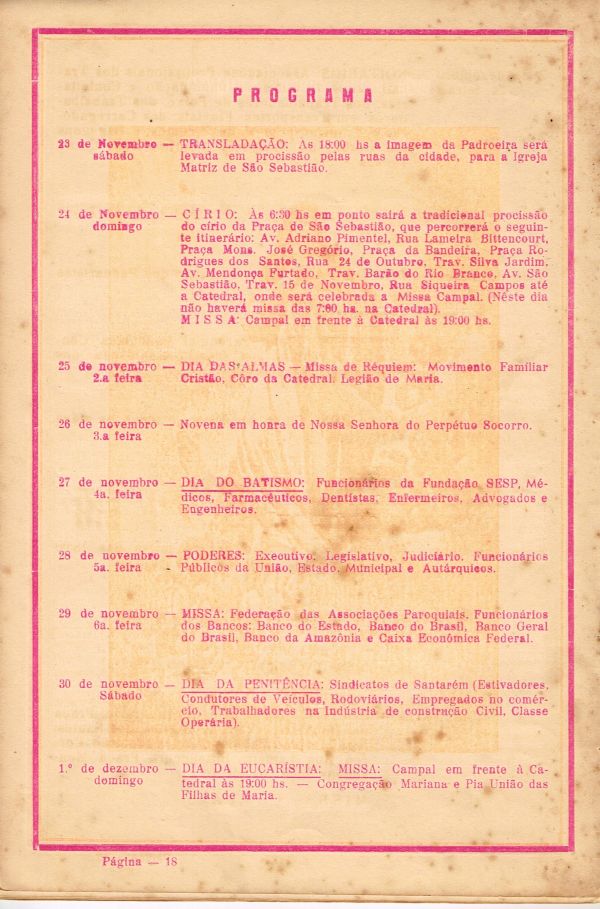 PROGRAMA
23 de Novembro — TRANSLADAÇÃO: As 18:00 hs a imagem da Padroeira será
sábado levada em procissão pelas ruas da cidade, para a Igreja
Matriz de São Sebastião.
24 de Novembro — CÍRIO: Às 6:30 hs em ponto sairá a tradicional procissão
domingo do círio da Praça de São Sebastião, que percorrerá o seguin-
te itinerário: Av. Adriano Pimentel, Rua Lameira Bittencourt,
Praça Mons. José Gregório, Praça da Bandeira, Praça Ro-
drigues dos Santos, Rua 24 de Outubro, Trav. Silva Jardim,
Av. Mendonça Furtado, Trav. Barão do Rio Branco, Av. São
Sebastião, Trav. 15 de Novembro, Rua Siqueira Campos até
a Catedral, onde será celebrada a Missa Campal. (Nêste dia
não haverá missa das 7:00 hs. na Catedral).
MISSA Campal em frente à Catedral às 19:00 hs.
25 de novembro — DIA DAS ALMAS — Missa de Réquiem: Movimento Familiar
2.a feira Cristão, Côro da Catedral, Legião de Maria.
26 de novembro — Novena em honra de Nossa Senhora do Perpétuo Socorro.
3.a feira
27 de novembro — DIA DO BATISMO: Funcionários da Fundação SESP, Mé-
4a. feira dicos, Farmacêuticos, Dentistas, Enfermeiros, Advogados e
Engenheiros.
28 de novembro — PODERES: Executivo, Legislativo, Judiciário, Funcionários
5a. feira - Públicos da União, Estado, Municipal e Autárquicos.
29 de novembro — MISSA: Federação das Associações Paroquiais, Funcionários
6a. feira dos Bancos: Banco do Estado, Banco do Brasil, Banco Geral
do Brasil, Banco da Amazônia e Caixa Econômica Federal.
30 de novembro — DIA DA PENITÊNCIA: Sindicatos de Santarém (Estivadores,
Sábado Condutores de Veículos, Rodoviários, Empregados no comér-
cio, Trabalhadores na Indústria de construção Civil, Classe
Operária).
1.º de dezembro — DIA DA EUCARÍSTIA: MISSA: Campal em frente à Ca-
domingo tedral às 19:00 hs. — Congregação Mariana e Pia União das
Filhas de Maria.
Página — 18